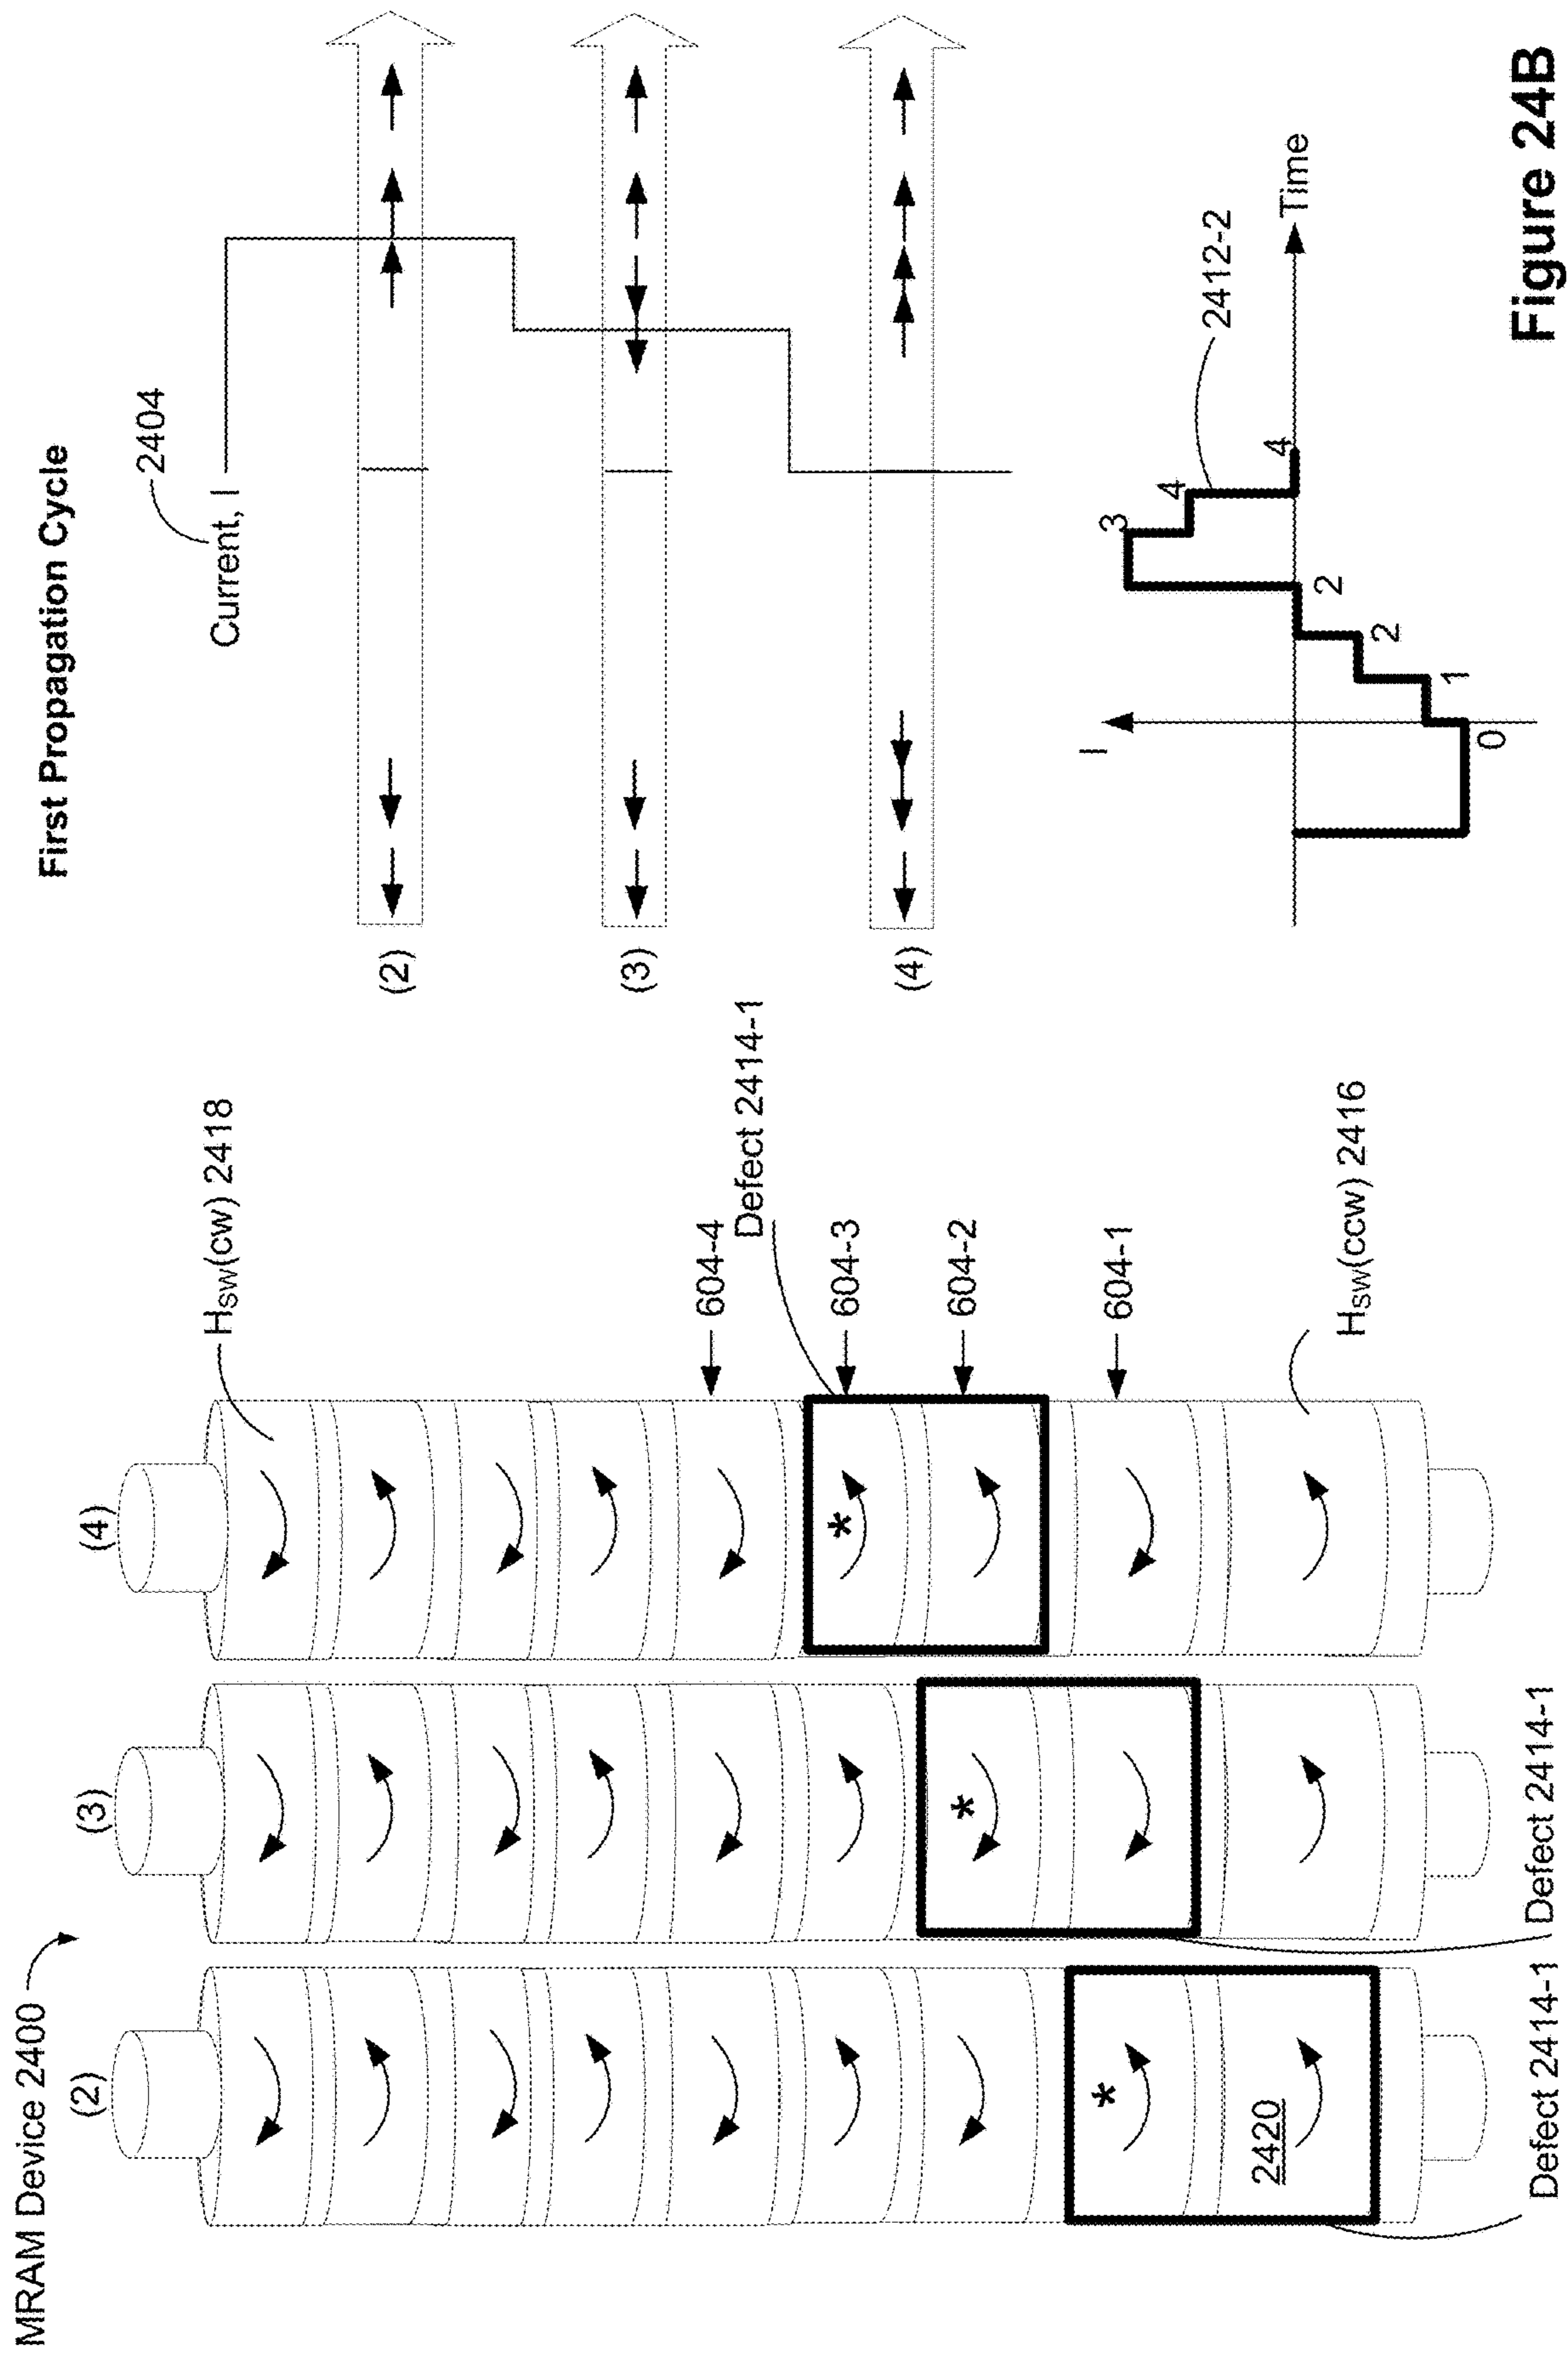 MRAM Device 2400
First Propagation Cycle
(2)
(3)
(4)
HSW(cw) 2418
604-4
Defect 2414-1
604-3
604-2
604-1
HSW(ccw) 2416
*
*
*
2420
Defect 2414-1
Defect 2414-1
2404
Current, I
(2)
(3)
(4)
I
0
1
2
2
3
4
4
Time
2412-2
Figure 24B